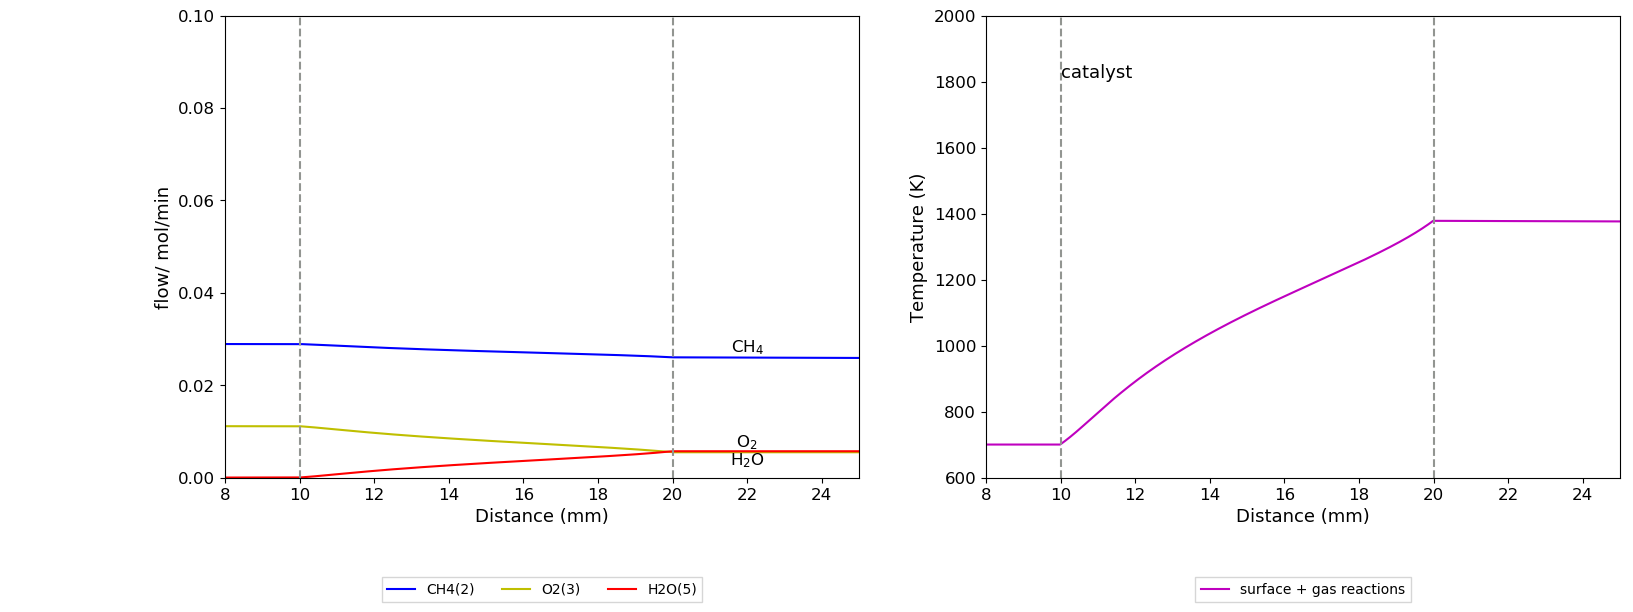 0.10
0.08
0.06
0.04
0.02
0.00
flow/ mol/min
CH₄
O₂
H₂O
8 10 12 14 16 18 20 22 24
Distance (mm)
CH4(2) O2(3) H2O(5)
2000
1800
1600
1400
1200
1000
800
600
Temperature (K)
catalyst
8 10 12 14 16 18 20 22 24
Distance (mm)
surface + gas reactions